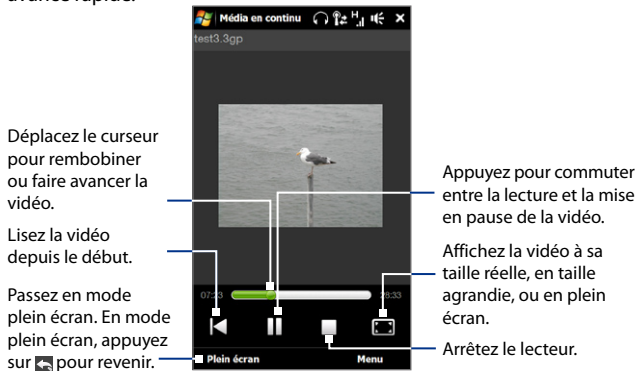 avance rapide.
Média en continu
test3.3gp
Déplacez le curseur
pour rembobiner
ou faire avancer la
vidéo.
Lisez la vidéo
depuis le début.
Passez en mode
plein écran. En mode
plein écran, appuyez
sur pour revenir.
07:23
28:33
Plein écran
Menu
Appuyez pour commuter
entre la lecture et la mise
en pause de la vidéo.
Affichez la vidéo à sa
taille réelle, en taille
agrandie, ou en plein
écran.
Arrêtez le lecteur.